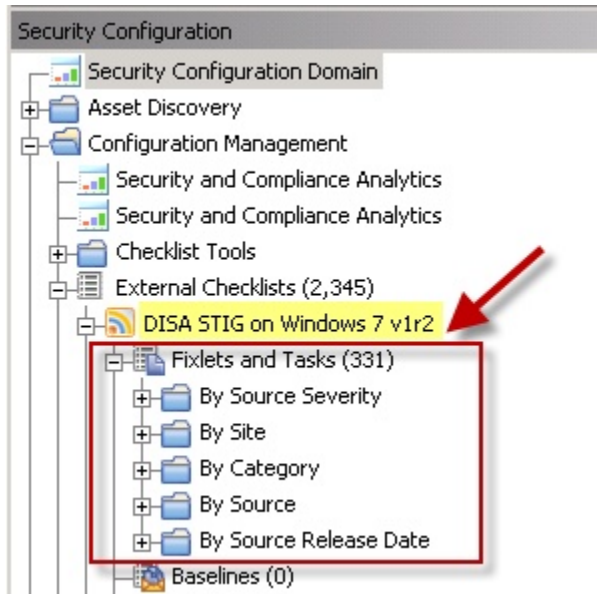 Security Configuration
Security Configuration Domain
Asset Discovery
Configuration Management
Security and Compliance Analytics
Security and Compliance Analytics
Checklist Tools
External Checklists (2,345)
DISA STIG on Windows 7 v1r2
Fixlets and Tasks (331)
By Source Severity
By Site
By Category
By Source
By Source Release Date
Baselines (0)